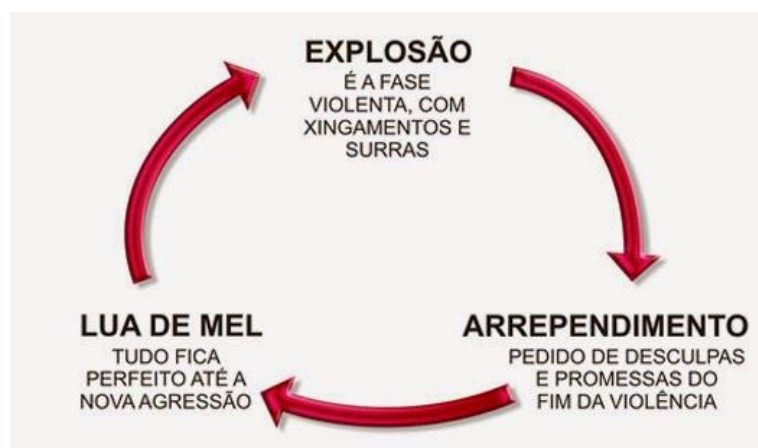 EXPLOSÃO
É A FASE
VIOLENTA, COM
XINGAMENTOS E
SURRAS
ARREPENDIMENTO
PEDIDO DE DESCULPAS
E PROMESSAS DO
FIM DA VIOLÊNCIA
LUA DE MEL
TUDO FICA
PERFEITO ATÉ A
NOVA AGRESSÃO